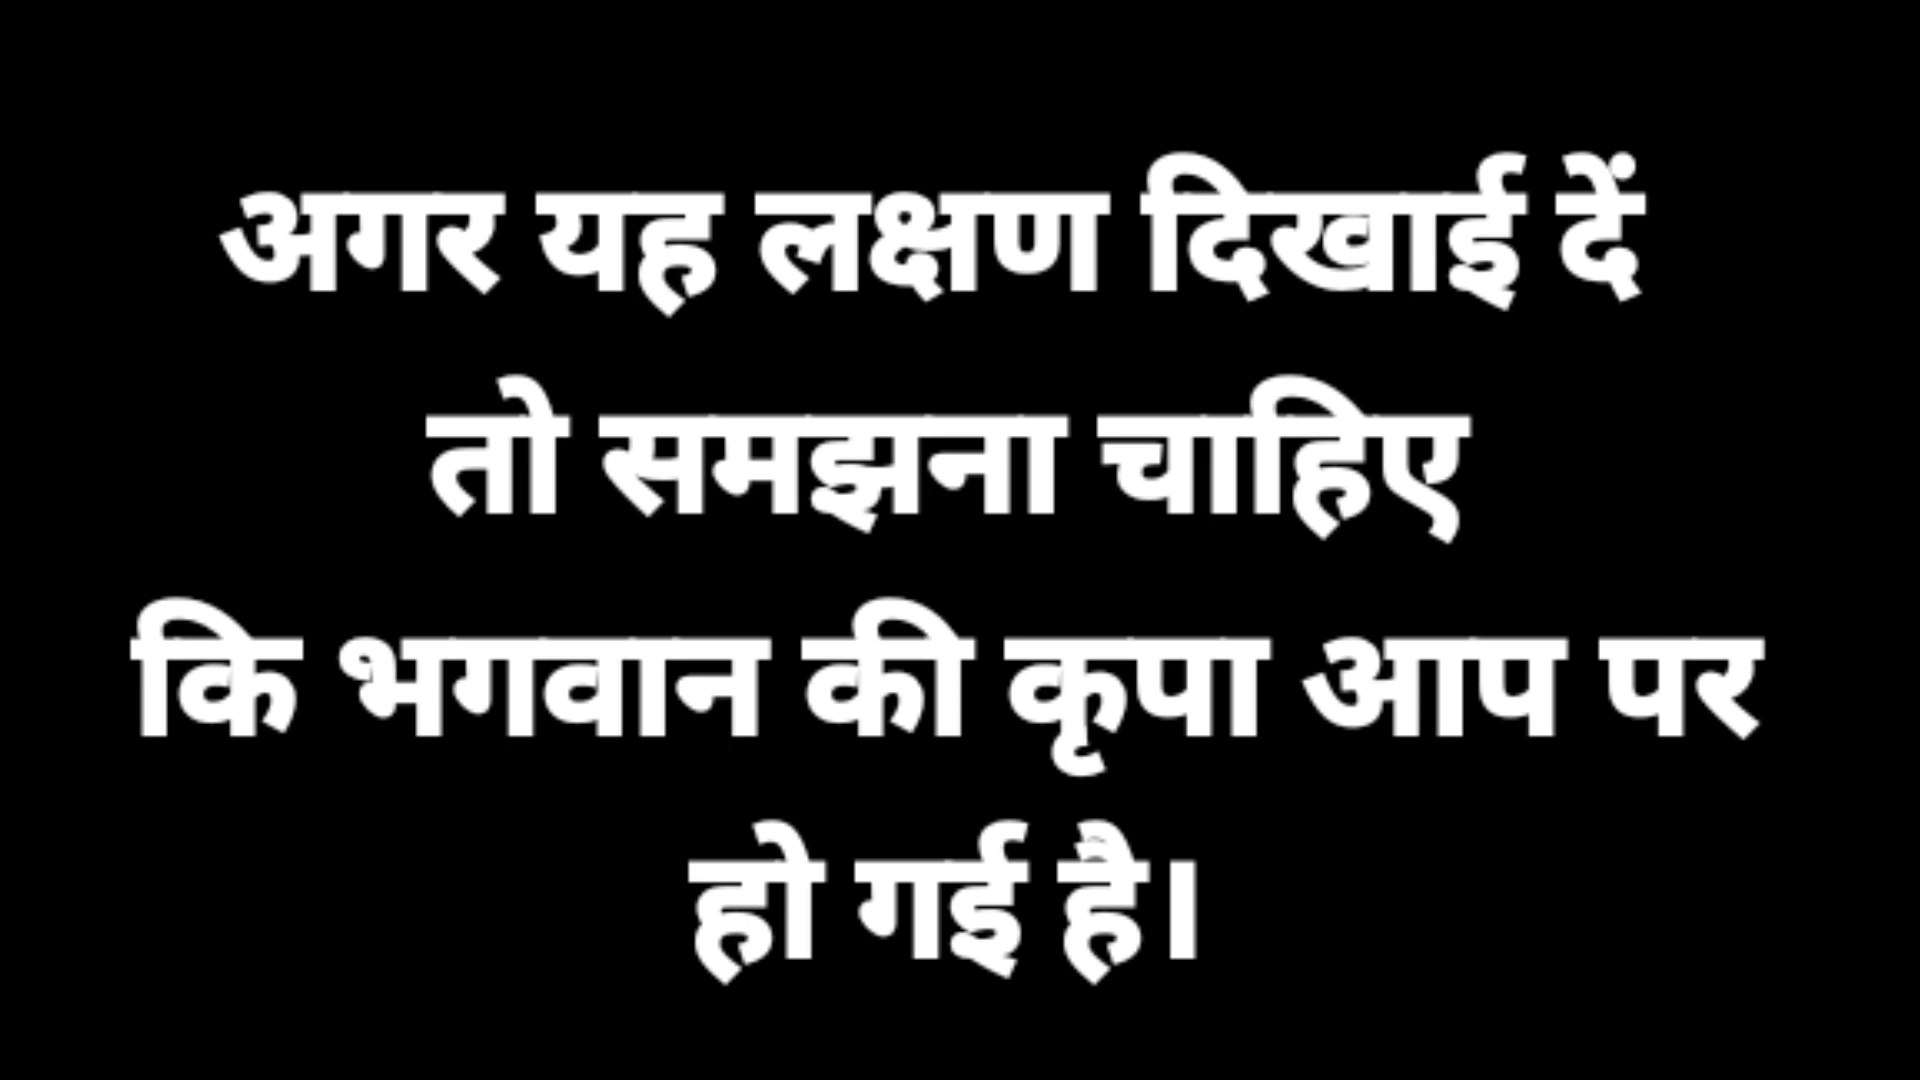 अगर यह लक्षण दिखाई दें
तो समझना चाहिए
कि भगवान की कृपा आप पर
हो गई है।